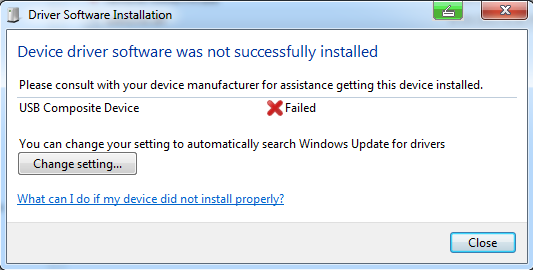 Driver Software Installation
Device driver software was not successfully installed
Please consult with your device manufacturer for assistance getting this device installed.
USB Composite Device
Failed
You can change your setting to automatically search Windows Update for drivers
Change setting...
What can I do if my device did not install properly?
Close